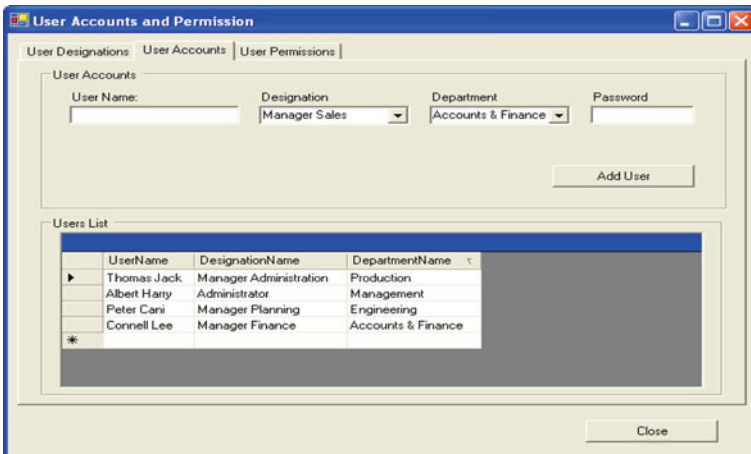 User Accounts and Permission
User Designations User Accounts User Permissions
User Accounts
User Name: Designation Department Password
Manager Sales Accounts & Finance
Add User
Users List
UserName DesignationName DepartmentName
Thomas Jack Manager Administration Production
Albert Harry Administrator Management
Peter Cani Manager Planning Engineering
Connell Lee Manager Finance Accounts & Finance
Close